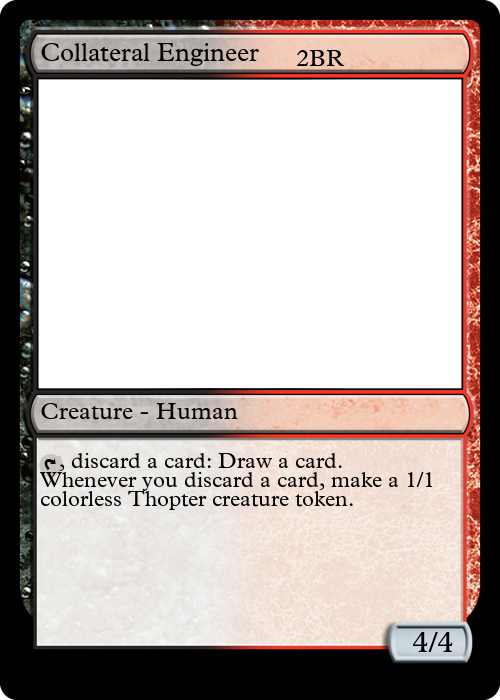 Collateral Engineer 2BR
Creature - Human
, discard a card: Draw a card.
Whenever you discard a card, make a 1/1
colorless Thopter creature token.
4/4